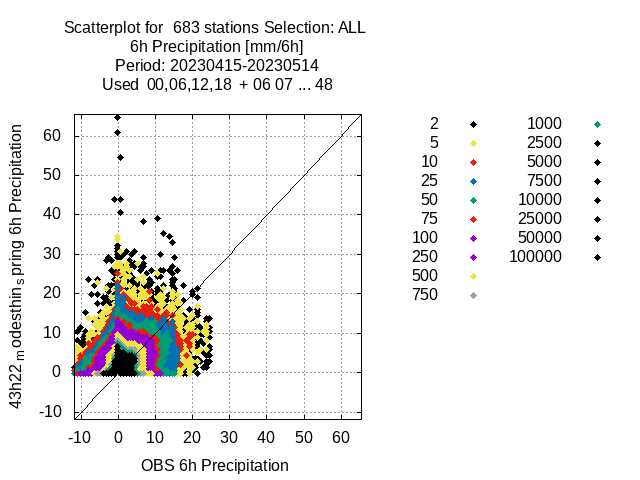 Scatterplot for 683 stations Selection: ALL
6h Precipitation [mm/6h]
Period: 20230415-20230514
Used 00,06,12,18 + 06 07 ... 48
43h22 m odesthin s pring 6h Precipitation
60
50
40
30
20
10
0
-10
-10 0 10 20 30 40 50 60
OBS 6h Precipitation
2 1000
5 2500
10 5000
25 7500
50 10000
75 25000
100 50000
250 100000
500
750